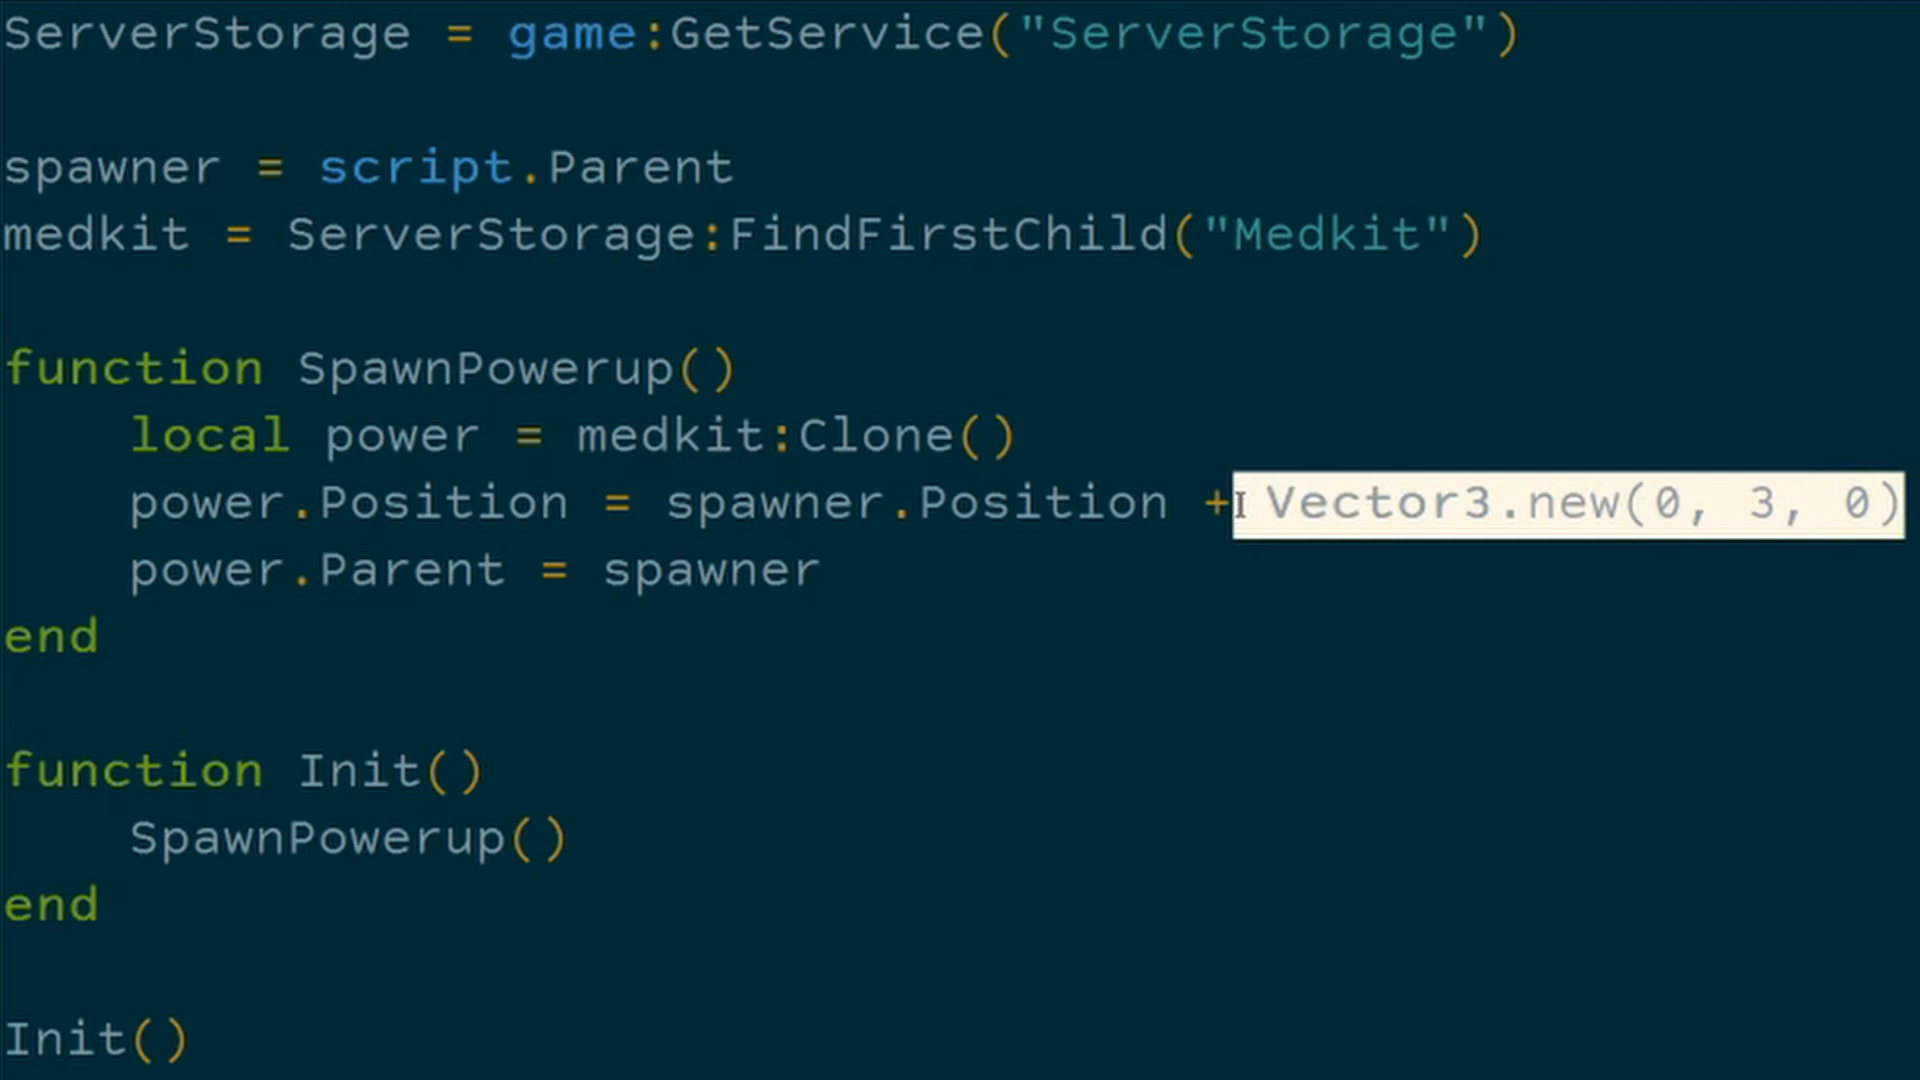 ServerStorage = game:GetService("ServerStorage")
spawner = script.Parent
medkit = ServerStorage:FindFirstChild("Medkit")
function SpawnPowerup()
    local power = medkit:Clone()
    power.Position = spawner.Position + Vector3.new(0, 3, 0)
    power.Parent = spawner
end
function Init()
    SpawnPowerup()
end
Init()